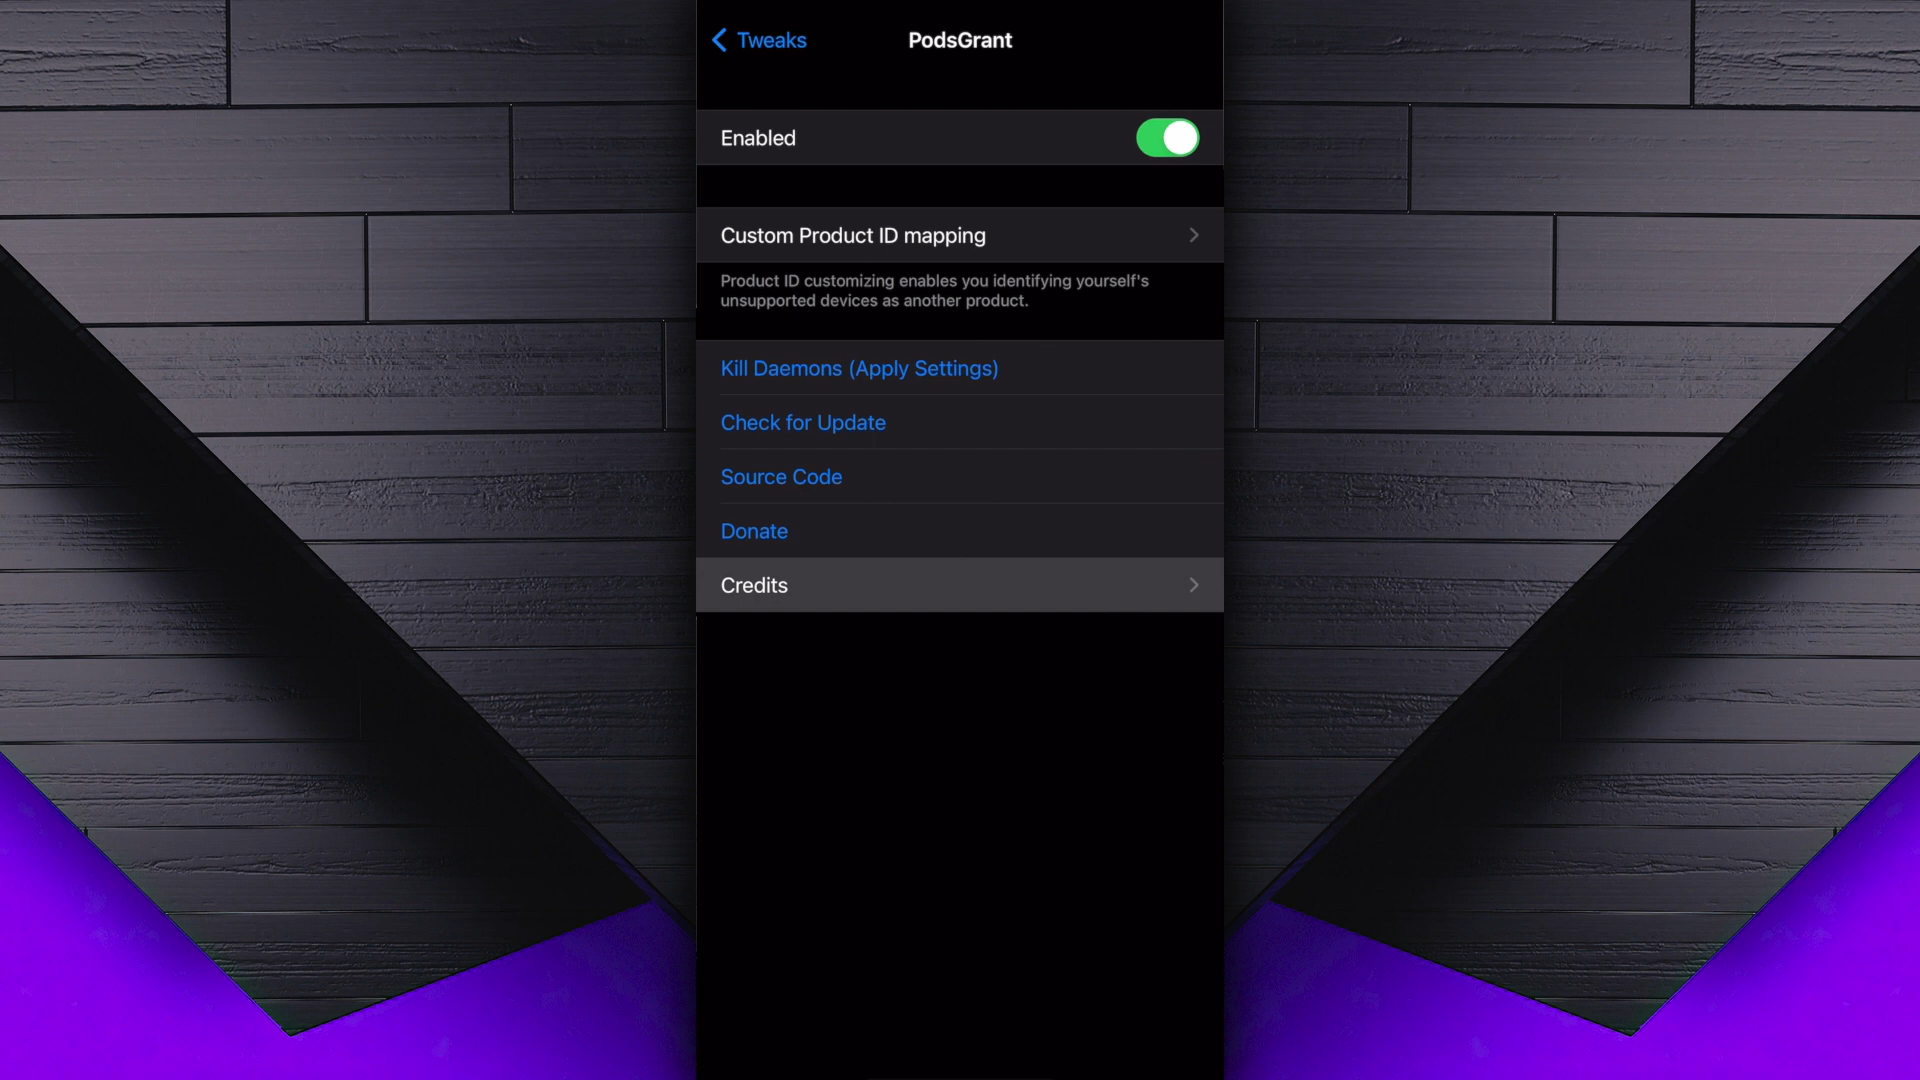 Tweaks
PodsGrant
Enabled
Custom Product ID mapping
Product ID customizing enables you identifying yourself's
unsupported devices as another product.
Kill Daemons (Apply Settings)
Check for Update
Source Code
Donate
Credits